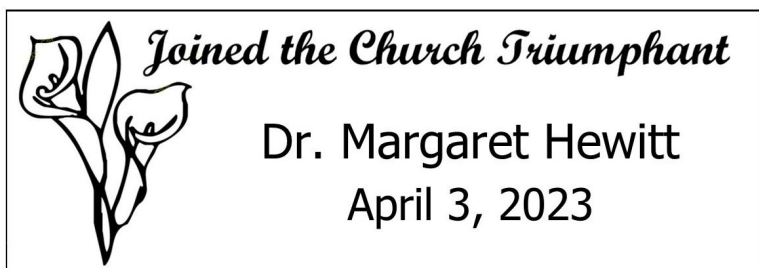 Joined the Church Triumphant
Dr. Margaret Hewitt
April 3, 2023